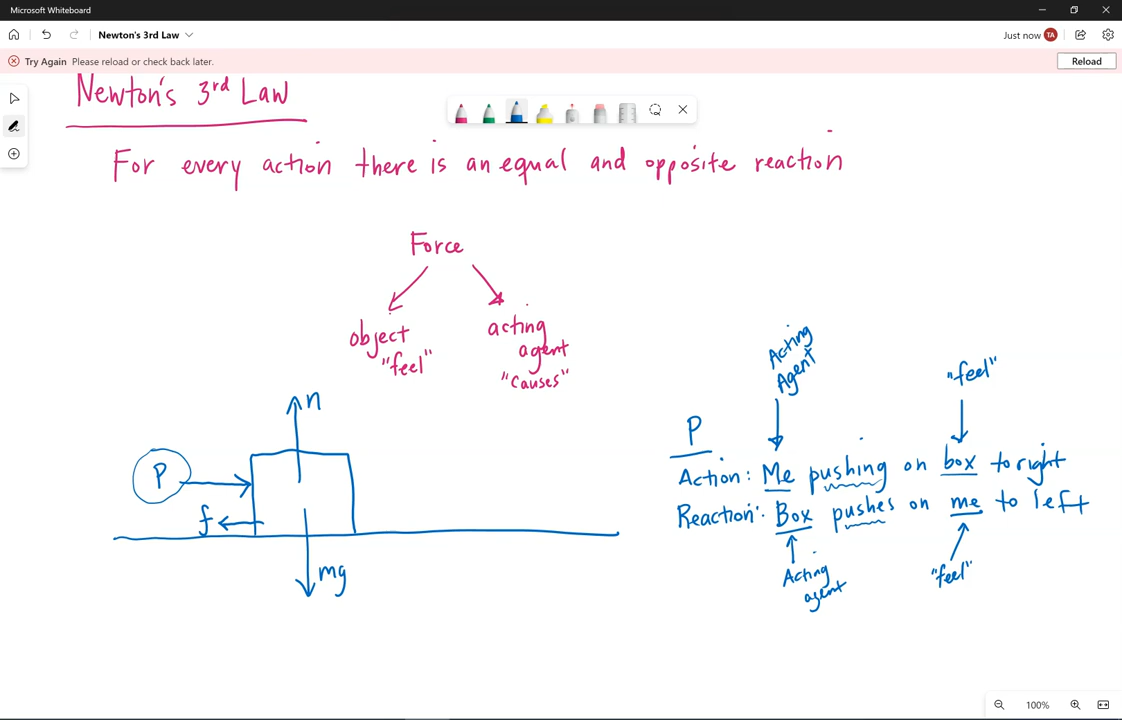 Microsoft Whiteboard
Newton's 3rd Law
Just now TA
Try Again Please reload or check back later.
Reload
Newton's 3rd Law
For every action there is an equal and opposite reaction
Force
object
"feel"
acting
agent
"causes"
n
P
f
mg
Acting
Agent
"feel"
P
Action: Me pushing on box to right
Reaction: Box pushes on me to left
Acting
agent
"feel"
100%